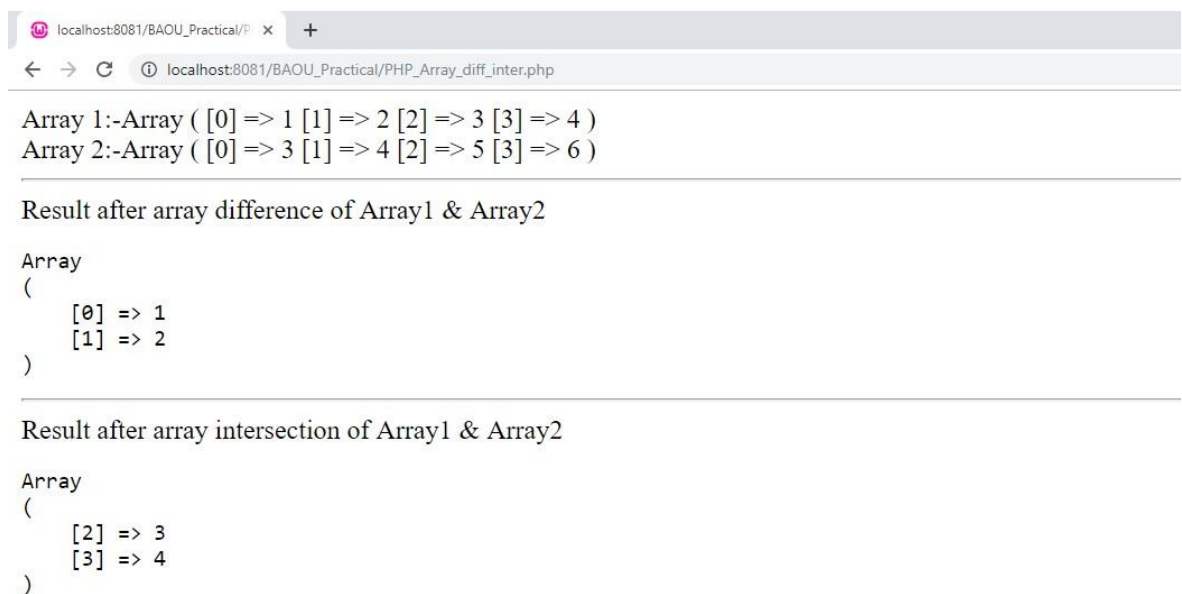 localhost:8081/BAOU_Practical/P
localhost:8081/BAOU_Practical/PHP_Array_diff_inter.php
Array 1:-Array ( [0] => 1 [1] => 2 [2] => 3 [3] => 4 )
Array 2:-Array ( [0] => 3 [1] => 4 [2] => 5 [3] => 6 )
Result after array difference of Array1 & Array2
Array
(
    [0] => 1
    [1] => 2
)
Result after array intersection of Array1 & Array2
Array
(
    [2] => 3
    [3] => 4
)